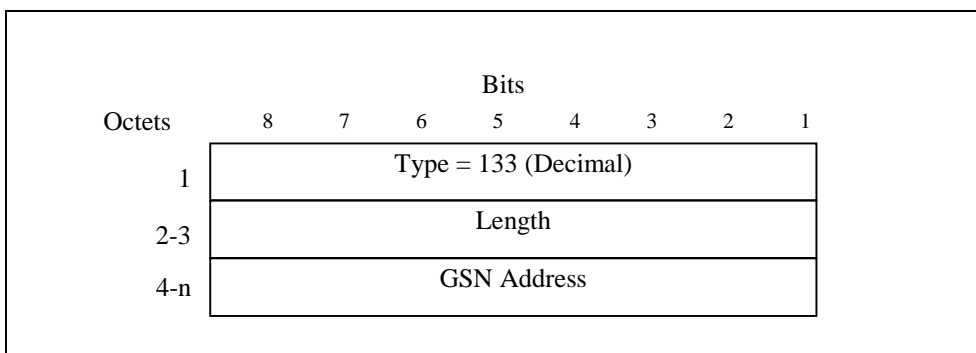 Bits
Octets 8 7 6 5 4 3 2 1
1 Type = 133 (Decimal)
2-3 Length
4-n GSN Address